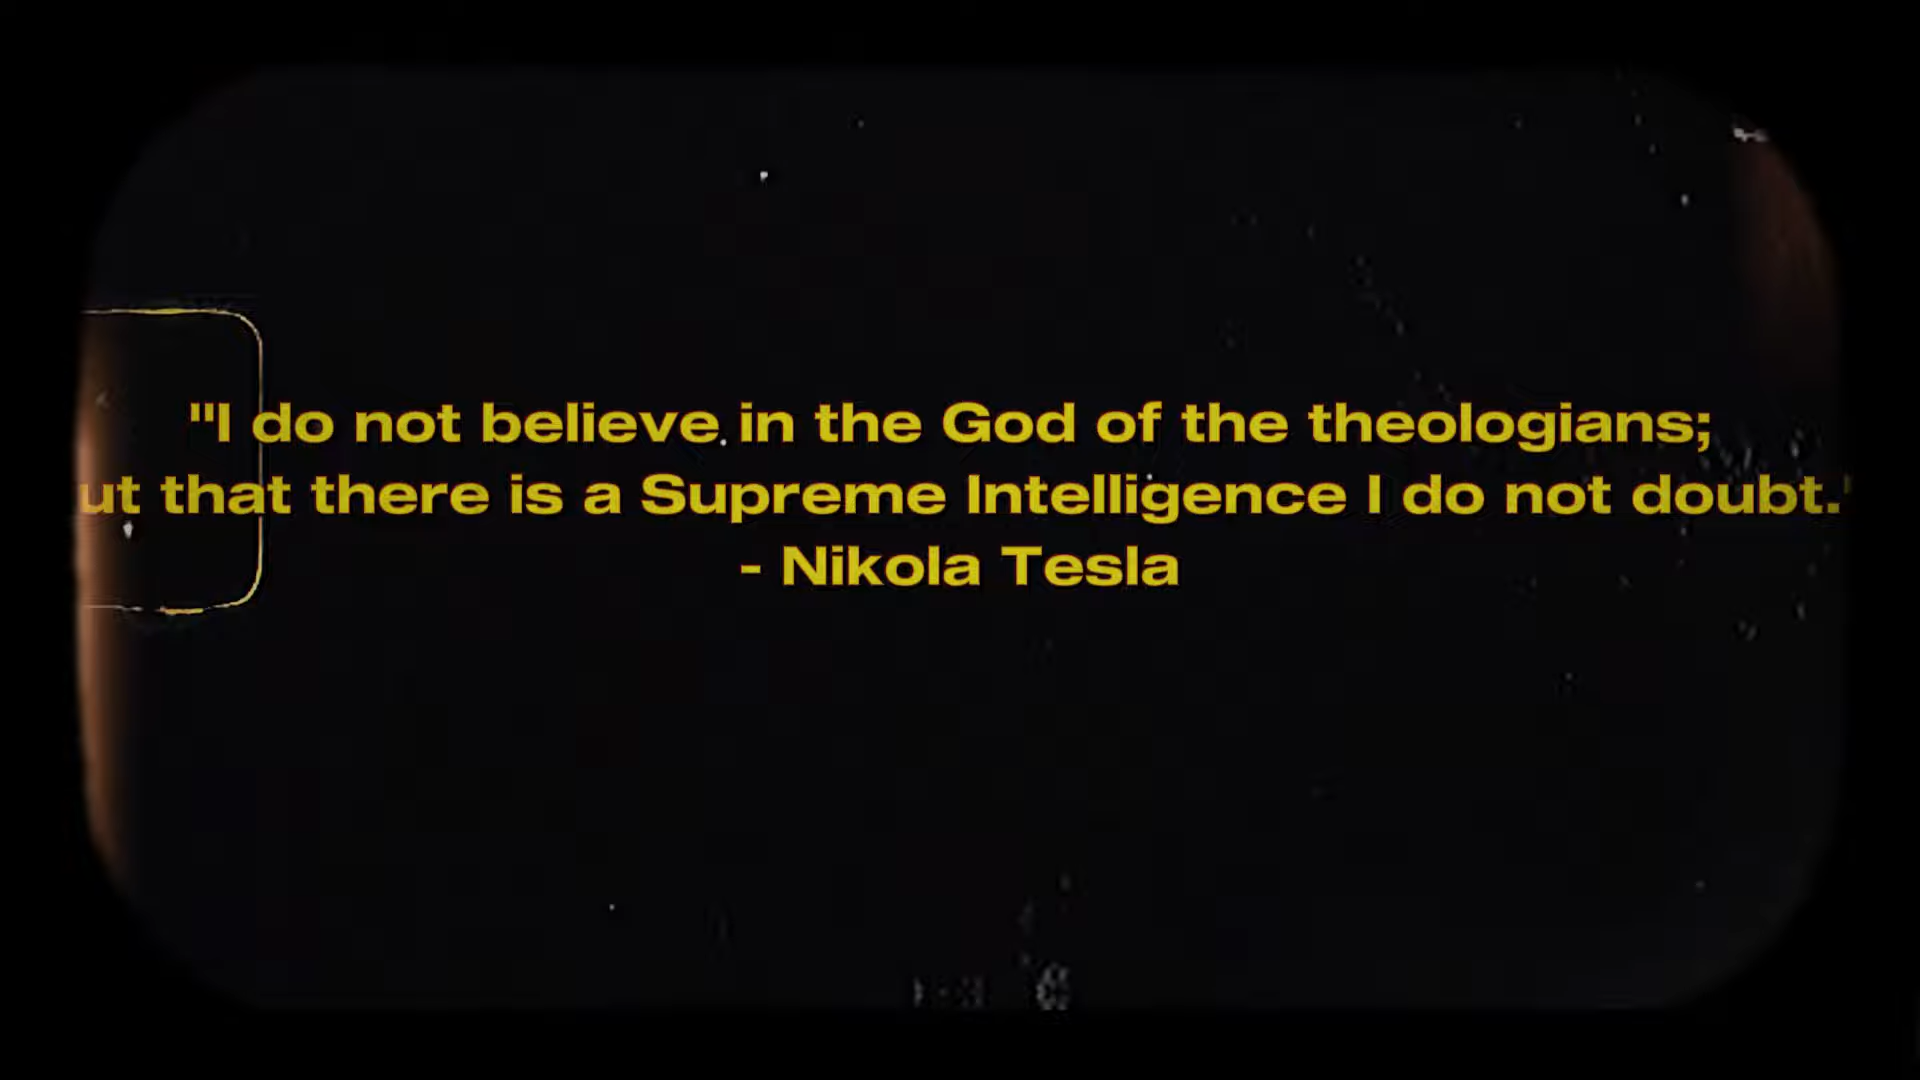 "I do not believe in the God of the theologians;
ut that there is a Supreme Intelligence I do not doubt.'
- Nikola Tesla